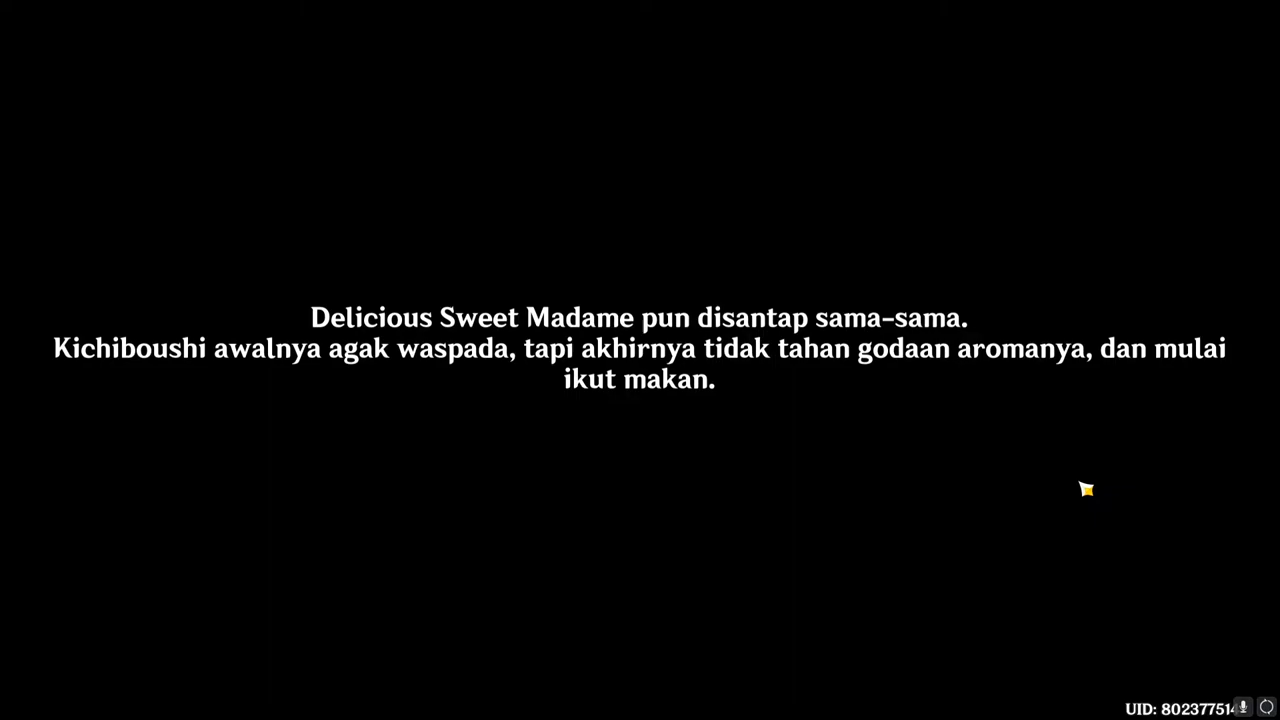 Delicious Sweet Madame pun disantap sama-sama.
Kichiboushi awalnya agak waspada, tapi akhirnya tidak tahan godaan aromanya, dan mulai
ikut makan.
UID: 80237751